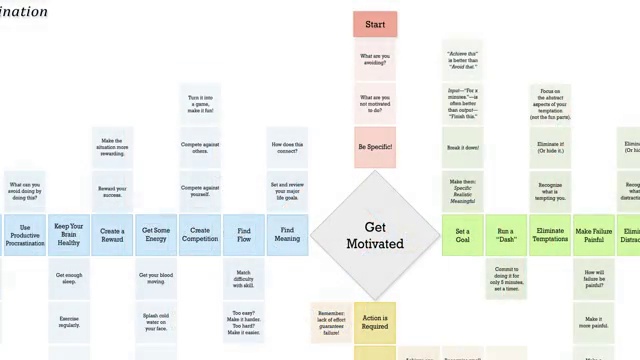 ination
Start
What are you
avoiding?
What are you
not motivated
to do?
Be Specific!
"Achieve this"
is better than
"Avoid that."
Input—"For x
minutes."—is
often better
than output—
"Finish this."
Break it down!
Make them:
Specific
Realistic
Meaningful
Focus on
the abstract
aspects of your
temptation
(not the fun parts).
Eliminate it!
(Or hide it.)
Recognise
what is
tempting you.
Turn it into
a game,
make it fun!
Compete against
others.
Compete against
yourself.
Make the
situation more
rewarding.
Reward your
success.
How does this
connect?
Set and review
your major
life goals.
What can you
avoid doing by
doing this?
Use
Productive
Procrastination
Keep Your
Brain
Healthy
Create a
Reward
Get Some
Energy
Create
Competition
Find
Flow
Find
Meaning
Get
Motivated
Set a
Goal
Run a
"Dash"
Eliminate
Temptations
Make Failure
Painful
Get enough
sleep.
Exercise
regularly.
Get your blood
moving.
Splash cold
water on
your face.
Match
difficulty
with skill.
Too easy?
Make it harder.
Too hard?
Make it easier.
Remember:
lack of effort
guarantees
failure!
Action is
Required
Commit to
doing it for
only 5 minutes,
set a timer.
How will
failure be
painful?
Make it
more
painful.